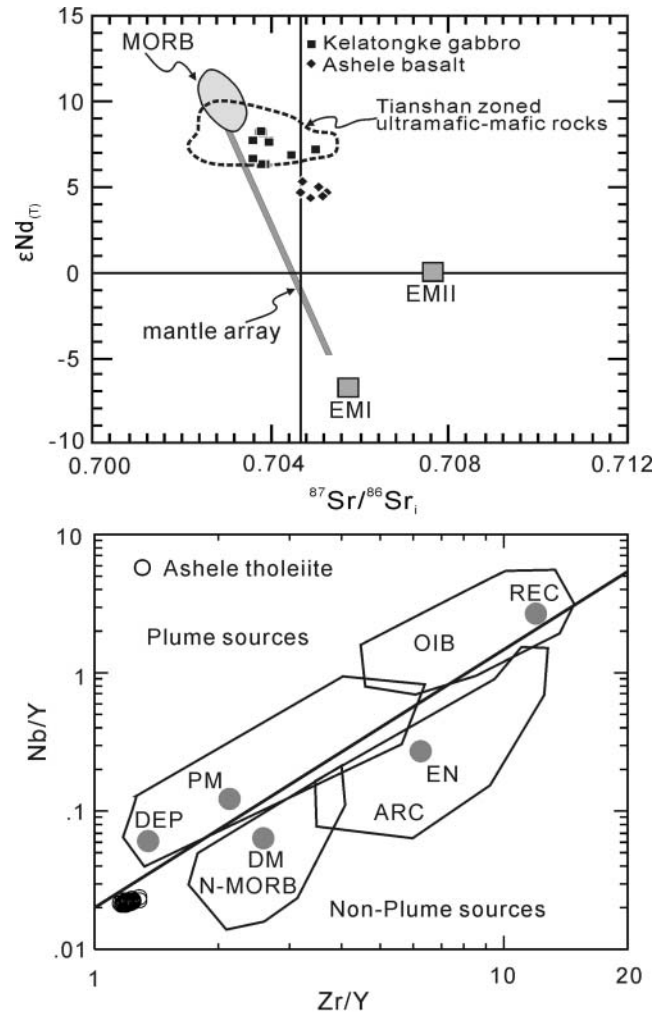 MORB
■ Kelatongke gabbro
◆ Ashele basalt
Tianshan zoned
ultramafic-mafic rocks
15
10
5
0
-5
-10
εNd(T)
mantle array
EMII
EMI
0.700
0.704
0.708
0.712
⁸⁷Sr/⁸⁶Srᵢ
10
1
.1
.01
Nb/Y
○ Ashele tholeiite
Plume sources
REC
OIB
PM
DEP
EN
ARC
DM
N-MORB
Non-Plume sources
1
10
20
Zr/Y